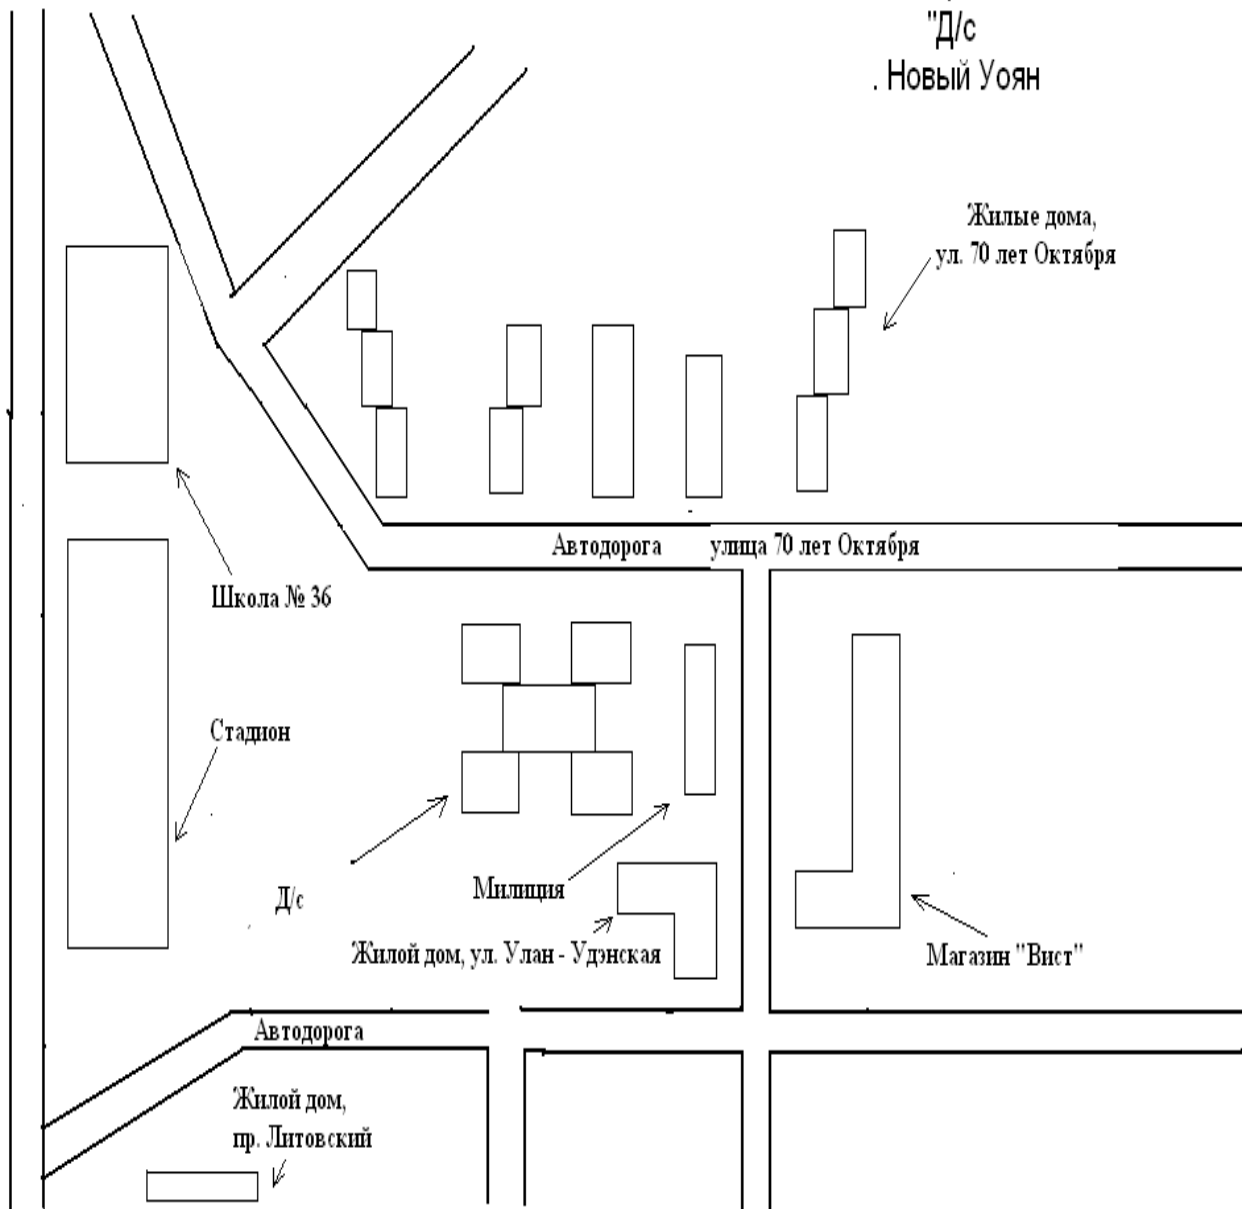 "Д/с
. Новый Уоян
Жилые дома,
ул. 70 лет Октября
Автодорога улица 70 лет Октября
Школа № 36
Стадион
Д/с
Милиция
Жилой дом, ул. Улан - Удэнская
Магазин "Вист"
Автодорога
Жилой дом,
пр. Литовский